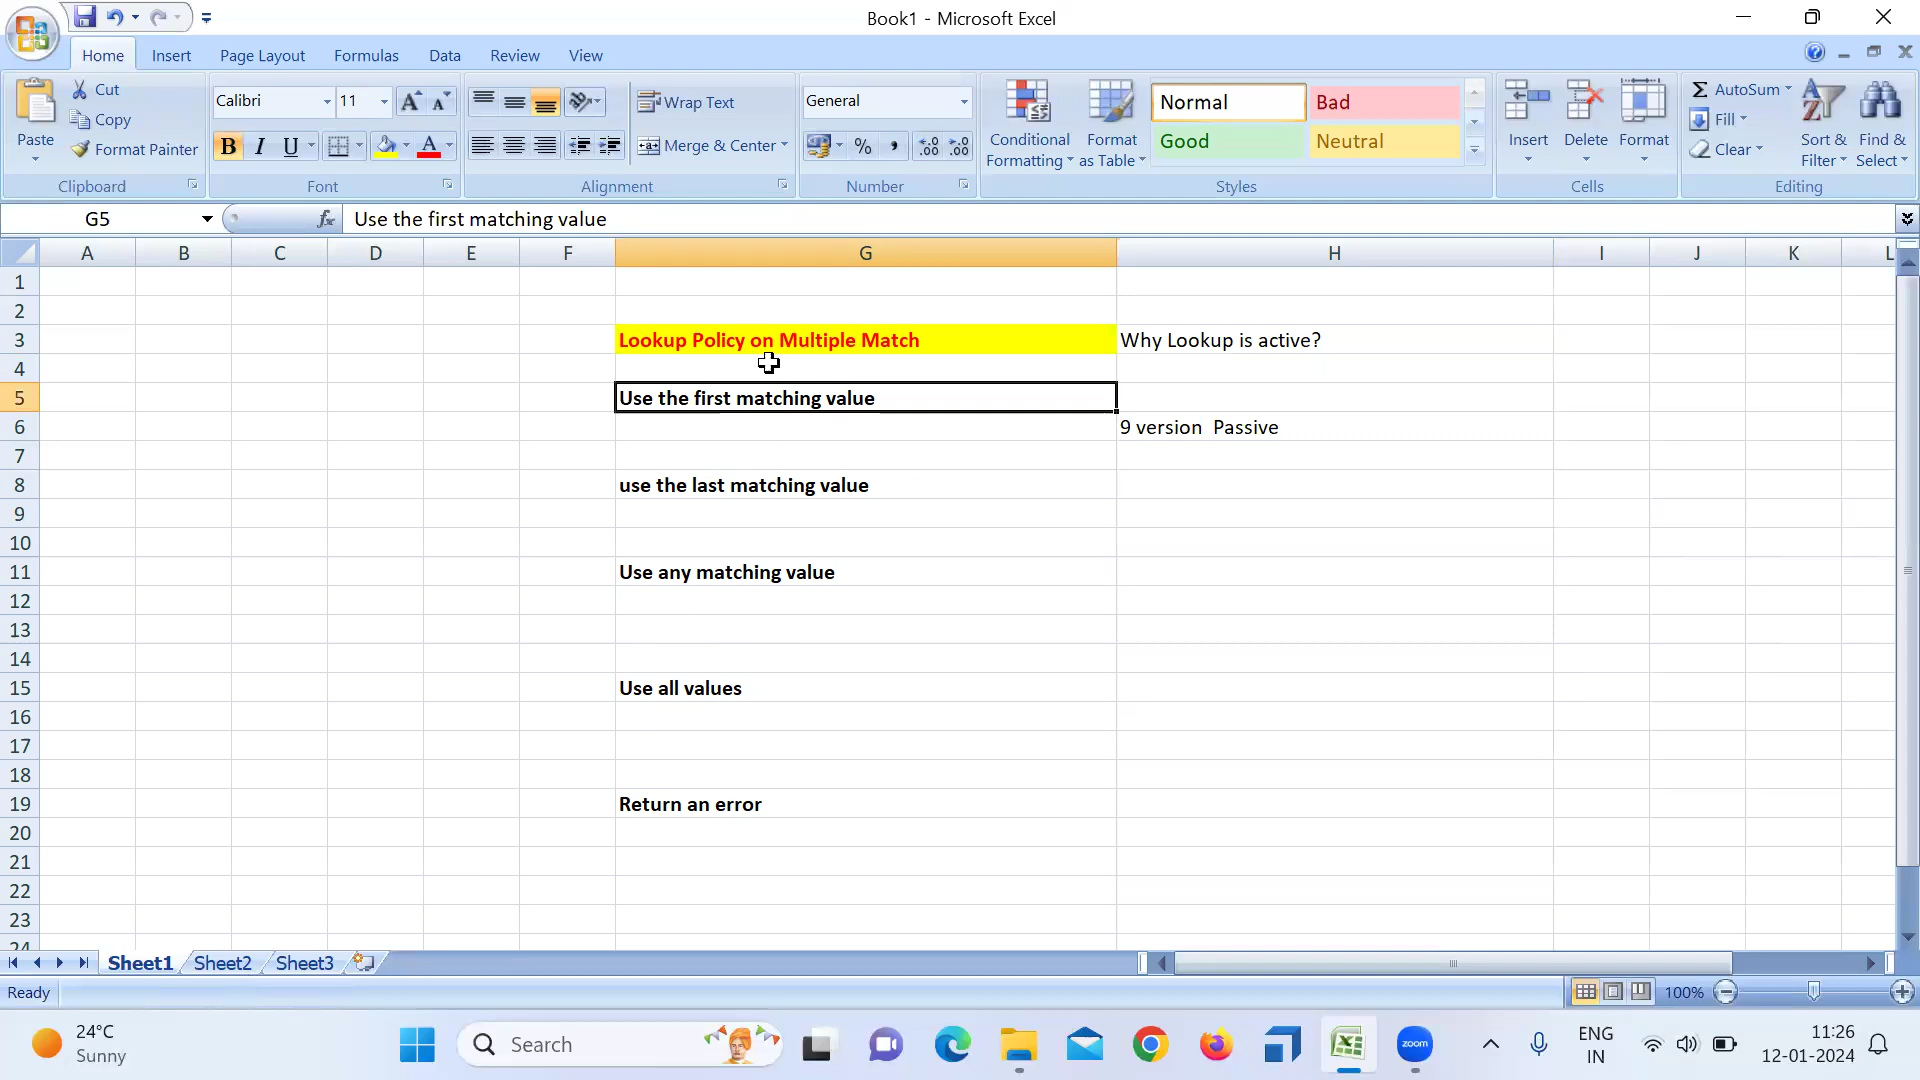 Book1 - Microsoft Excel
Home Insert Page Layout Formulas Data Review View
Paste
Cut
Copy
Format Painter
Clipboard
Calibri 11
B I U
Font
Wrap Text
Merge & Center
Alignment
General
% ,
Number
Conditional Formatting
Format as Table
Normal Bad
Good Neutral
Styles
Insert Delete Format
Cells
AutoSum
Fill
Clear
Sort & Filter
Find & Select
Editing
G5 fx Use the first matching value
A B C D E F G H I J K L
1
2
3 Lookup Policy on Multiple Match Why Lookup is active?
4
5 Use the first matching value
6 9 version Passive
7
8 use the last matching value
9
10
11 Use any matching value
12
13
14
15 Use all values
16
17
18
19 Return an error
20
21
22
23
24
Sheet1 Sheet2 Sheet3
Ready 100%
24°C
Sunny
Search
zoom
ENG
IN
11:26
12-01-2024